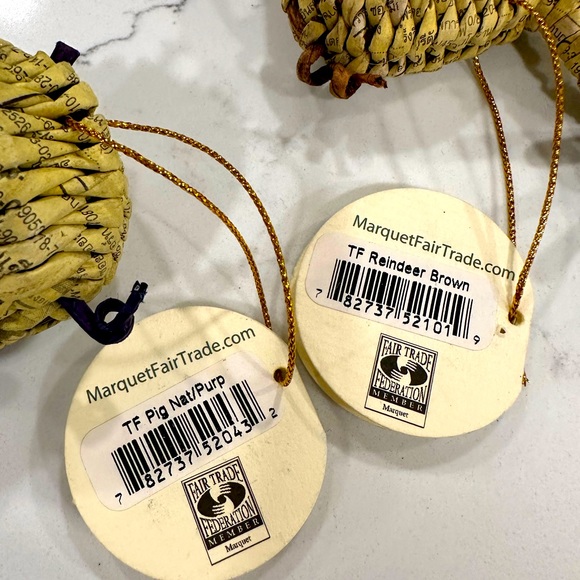 MarquetFairTrade.com
TF Reindeer Brown
7 82737 52101 9
FAIR TRADE
FEDERATION
MEMBER
Marquet
MarquetFairTrade.com
TF Pig Nat/Purp
7 82737 52043 2
FAIR TRADE
FEDERATION
MEMBER
Marquet